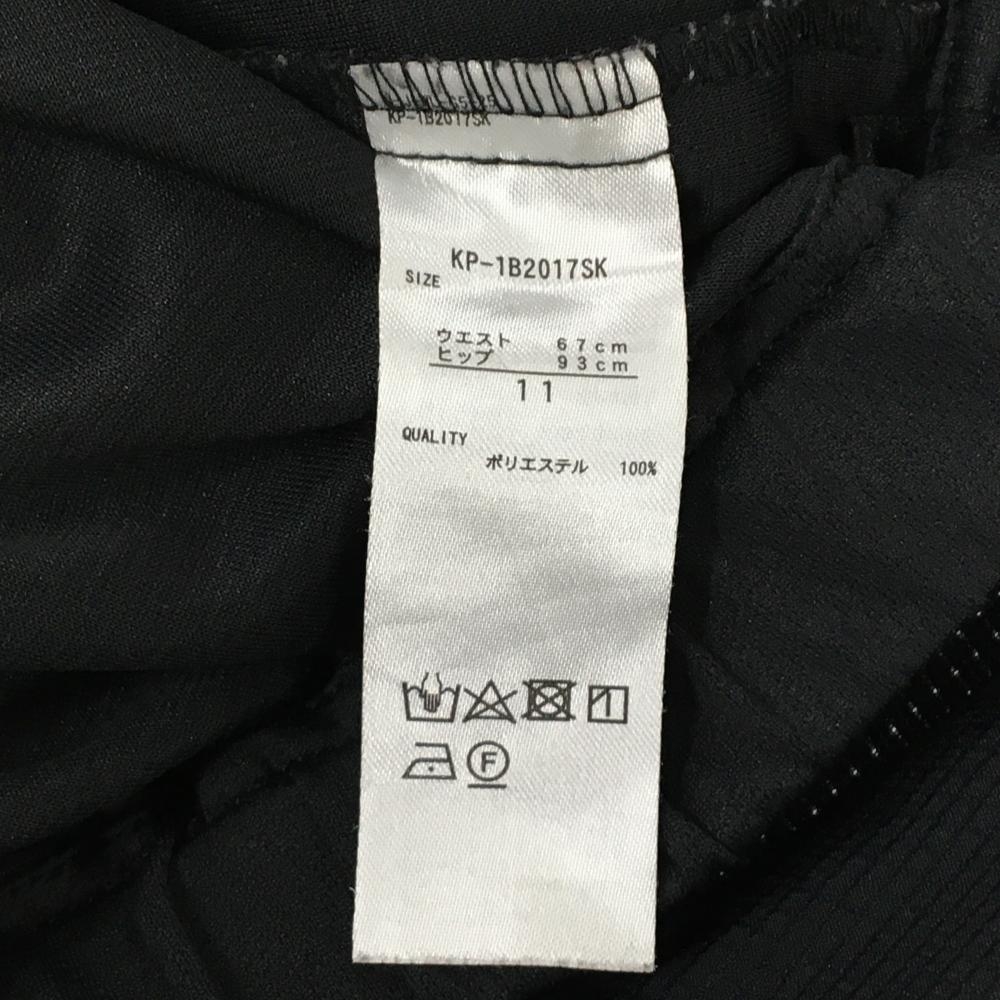 KP-1B2017SK
KP-1B2017SK
SIZE
ウエスト 67cm
ヒップ 93cm
11
QUALITY
ポリエステル 100%
F